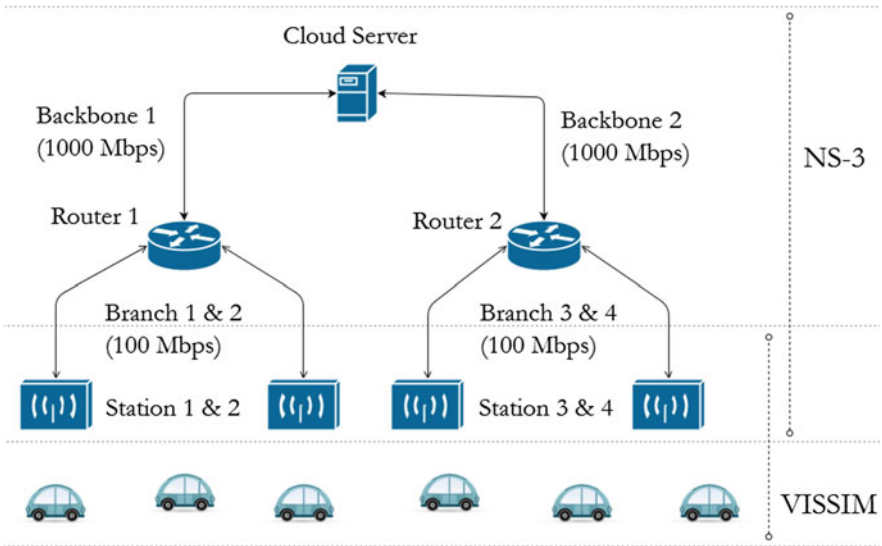 Cloud Server
Backbone 1
(1000 Mbps)
Backbone 2
(1000 Mbps)
NS-3
Router 1
Router 2
Branch 1 & 2
(100 Mbps)
Branch 3 & 4
(100 Mbps)
Station 1 & 2
Station 3 & 4
VISSIM